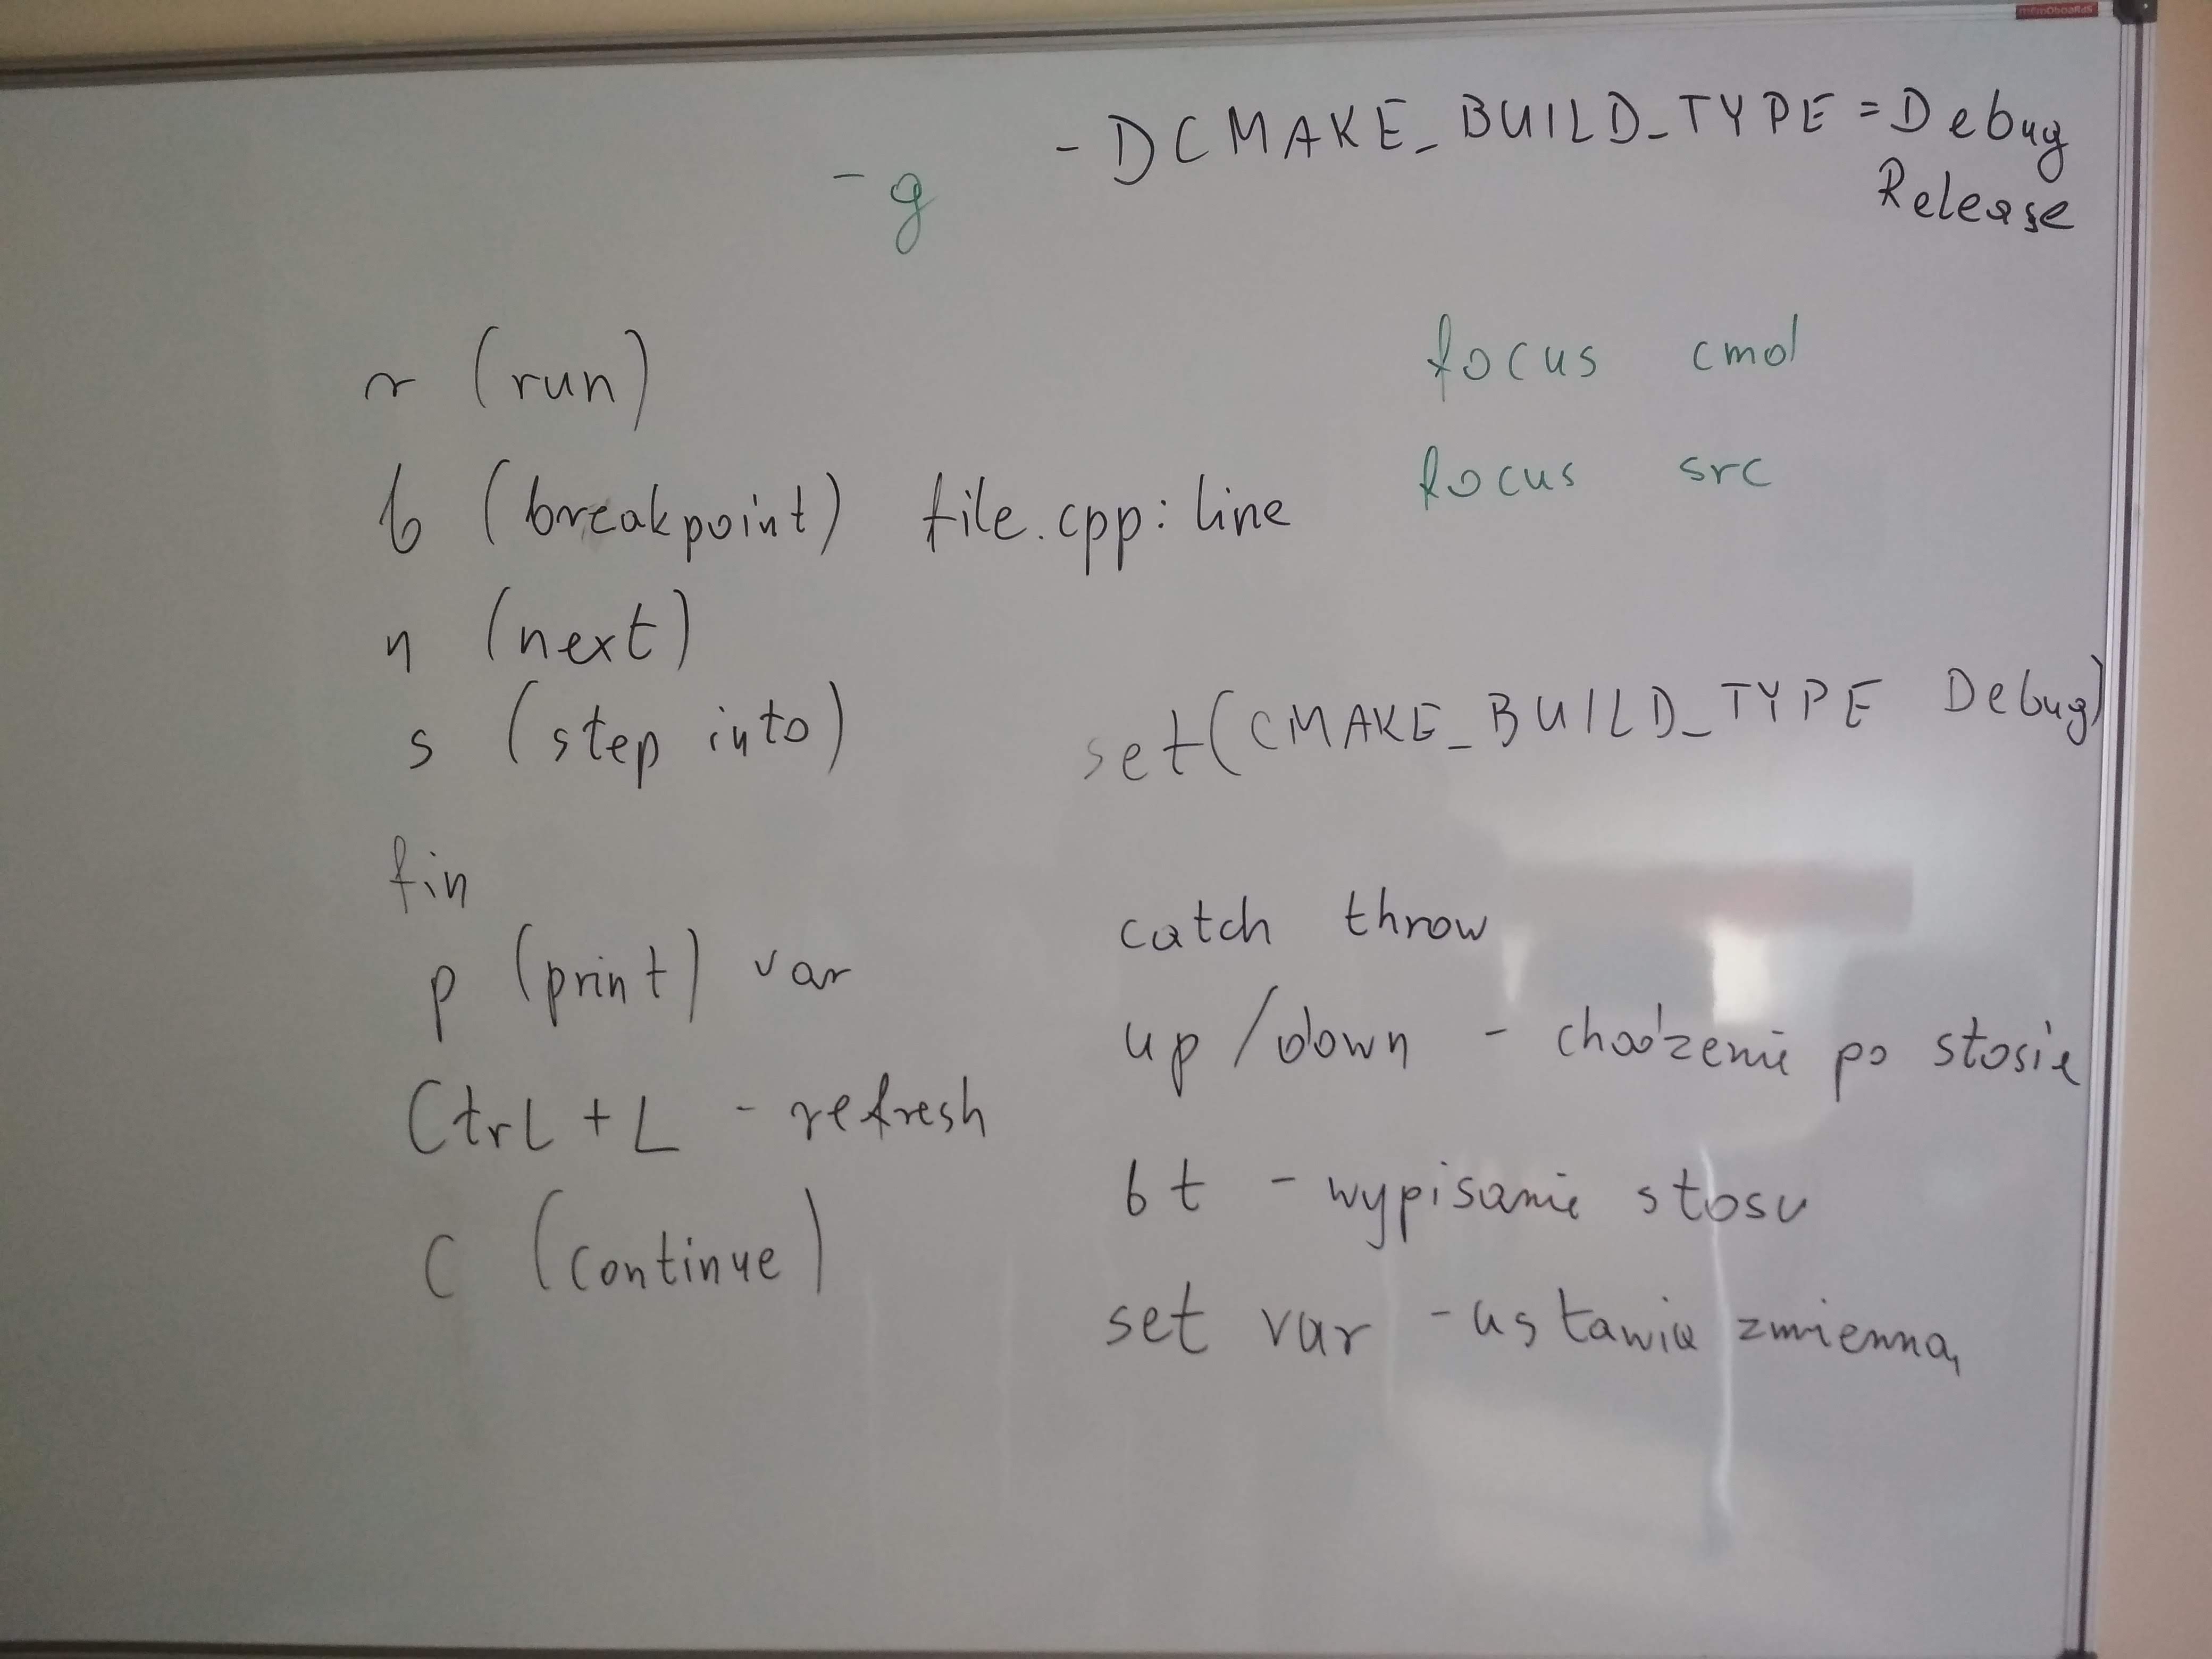 -DCMAKE_BUILD_TYPE=Debug
Release
-g
r (run)
b (breakpoint) file.cpp:line
n (next)
s (step into)
fin
p (print) var
Ctrl + L - refresh
c (continue)
focus cmd
focus src
set(CMAKE_BUILD_TYPE Debug)
catch throw
up/down - chodzenie po stosie
bt - wypisanie stosu
set var - ustawia zmienną